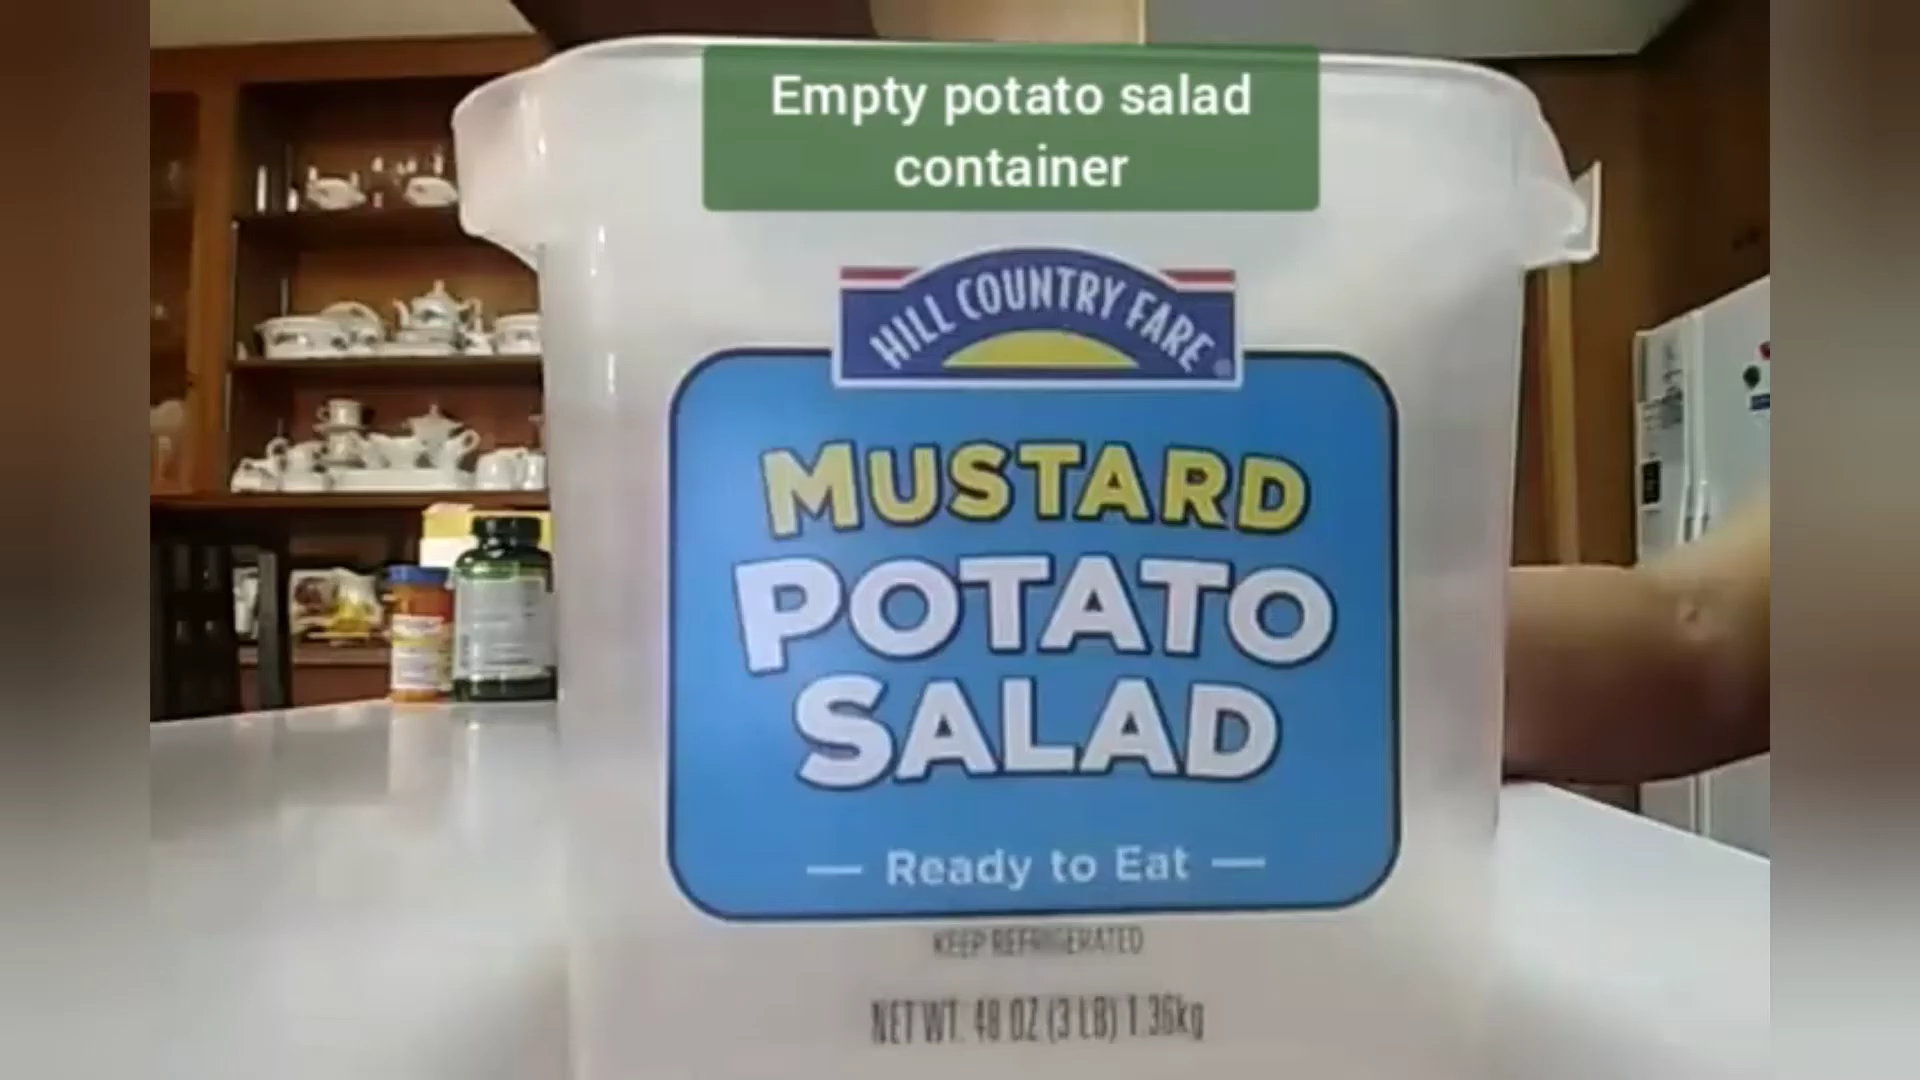 Empty potato salad
container
HILL COUNTRY FARE
MUSTARD
POTATO
SALAD
— Ready to Eat —
KEEP REFRIGERATED
NET WT. 48 OZ (3 LB) 1.36kg